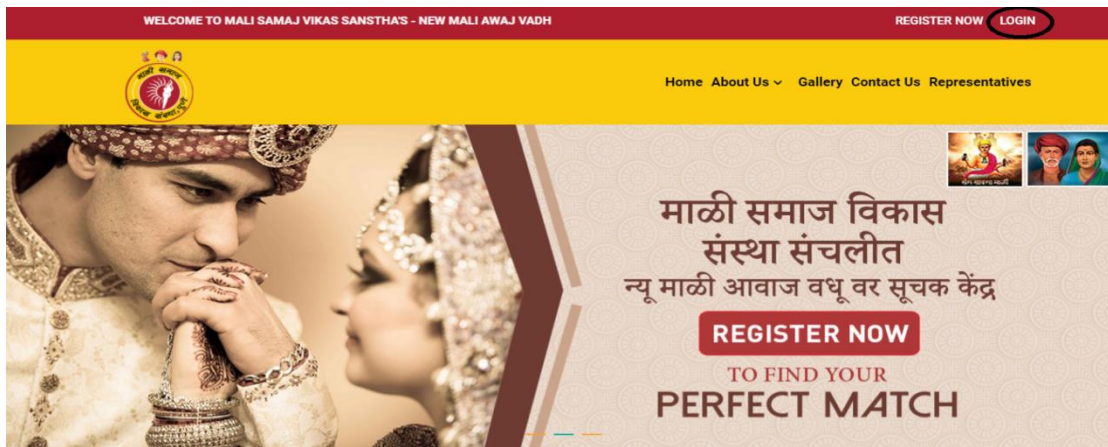 WELCOME TO MALI SAMAJ VIKAS SANSTHA'S - NEW MALI AWAJ VADH
REGISTER NOW LOGIN
माळी समाज
विकास संस्था, पुणे
Home About Us Gallery Contact Us Representatives
माळी समाज विकास
संस्था संचलीत
न्यू माळी आवाज वधू वर सूचक केंद्र
REGISTER NOW
TO FIND YOUR
PERFECT MATCH